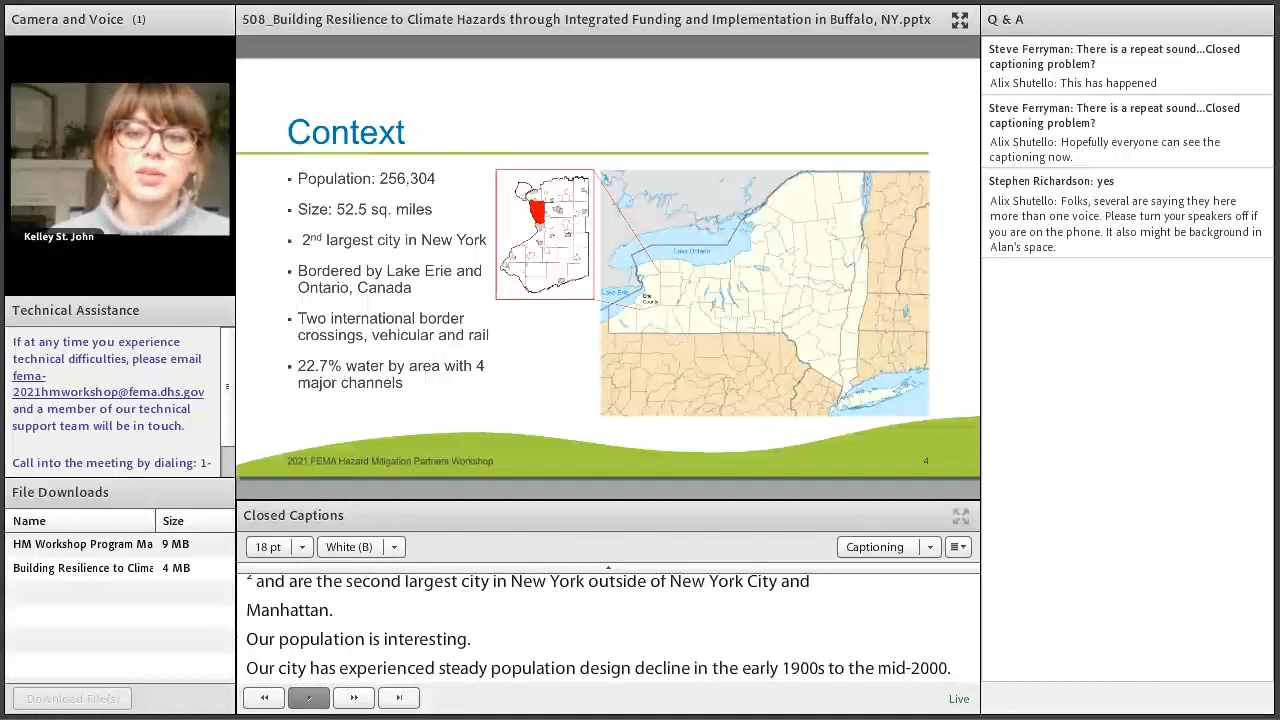 Camera and Voice (1)
Kelley St. John
Technical Assistance
If at any time you experience
technical difficulties, please email
fema-
2021hmworkshop@fema.dhs.gov
and a member of our technical
support team will be in touch.
Call into the meeting by dialing: 1-
File Downloads
Name Size
HM Workshop Program Ma 9 MB
Building Resilience to Clima 4 MB
Download File(s)
508_Building Resilience to Climate Hazards through Integrated Funding and Implementation in Buffalo, NY.pptx
Context
▪ Population: 256,304
▪ Size: 52.5 sq. miles
▪ 2nd largest city in New York
▪ Bordered by Lake Erie and
Ontario, Canada
▪ Two international border
crossings, vehicular and rail
▪ 22.7% water by area with 4
major channels
Lake Ontario
Lake Erie
Erie
County
2021 FEMA Hazard Mitigation Partners Workshop
4
Closed Captions
18 pt White (B) Captioning
2 and are the second largest city in New York outside of New York City and
Manhattan.
Our population is interesting.
Our city has experienced steady population design decline in the early 1900s to the mid-2000.
Live
Q & A
Steve Ferryman: There is a repeat sound...Closed
captioning problem?
Alix Shutello: This has happened
Steve Ferryman: There is a repeat sound...Closed
captioning problem?
Alix Shutello: Hopefully everyone can see the
captioning now.
Stephen Richardson: yes
Alix Shutello: Folks, several are saying they here
more than one voice. Please turn your speakers off if
you are on the phone. It also might be background in
Alan's space.